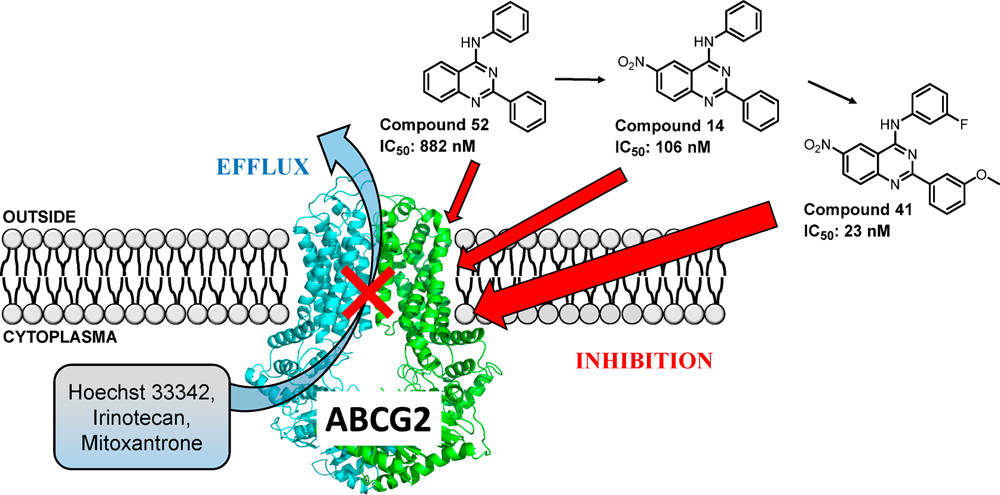 HN
N
N
Compound 52
IC50: 882 nM
HN
O2N
N
N
Compound 14
IC50: 106 nM
HN
F
O2N
N
N
O
Compound 41
IC50: 23 nM
EFFLUX
OUTSIDE
CYTOPLASMA
INHIBITION
Hoechst 33342,
Irinotecan,
Mitoxantrone
ABCG2